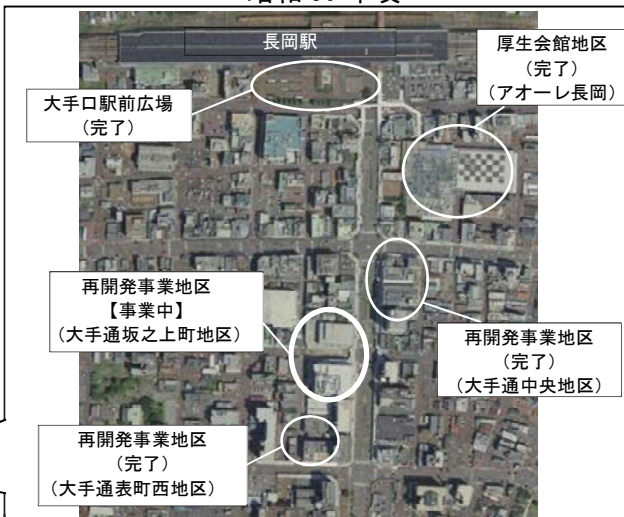 長岡駅
厚生会館地区
(完了)
(アオーレ長岡)
大手口駅前広場
(完了)
再開発事業地区
【事業中】
(大手通坂之上町地区)
再開発事業地区
(完了)
(大手通中央地区)
再開発事業地区
(完了)
(大手通表町西地区)